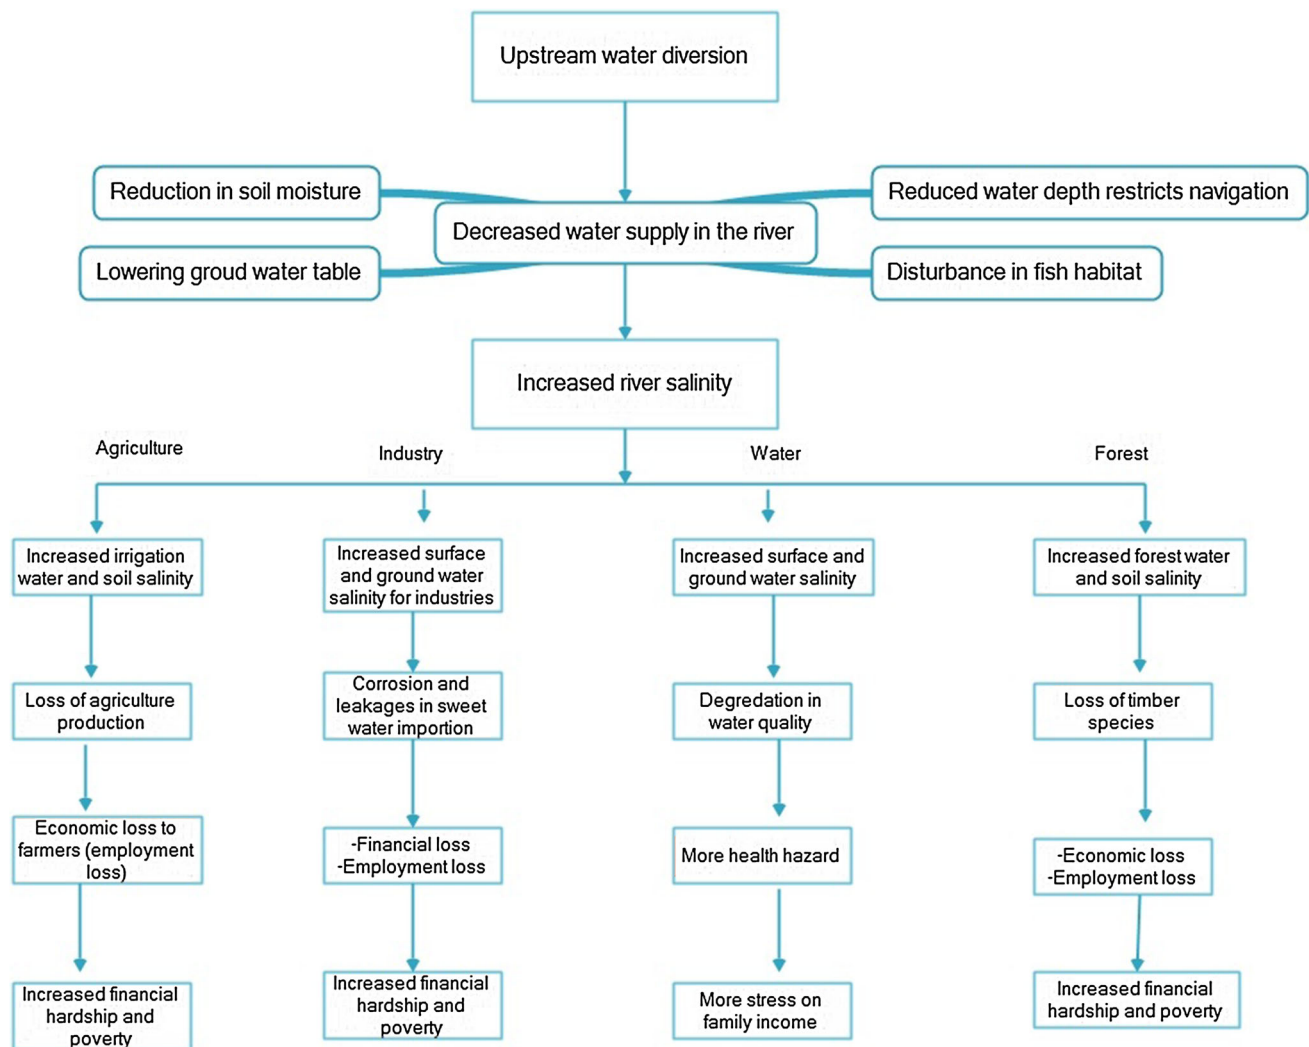 Upstream water diversion
Reduction in soil moisture
Reduced water depth restricts navigation
Decreased water supply in the river
Lowering groud water table
Disturbance in fish habitat
Increased river salinity
Agriculture
Industry
Water
Forest
Increased irrigation
water and soil salinity
Increased surface
and ground water
salinity for industries
Increased surface and
ground water salinity
Increased forest water
and soil salinity
Loss of agriculture
production
Corrosion and
leakages in sweet
water importion
Degredation in
water quality
Loss of timber
species
Economic loss to
farmers (employment
loss)
-Financial loss
-Employment loss
More health hazard
-Economic loss
-Employment loss
Increased financial
hardship and
poverty
Increased financial
hardship and
poverty
More stress on
family income
Increased financial
hardship and poverty